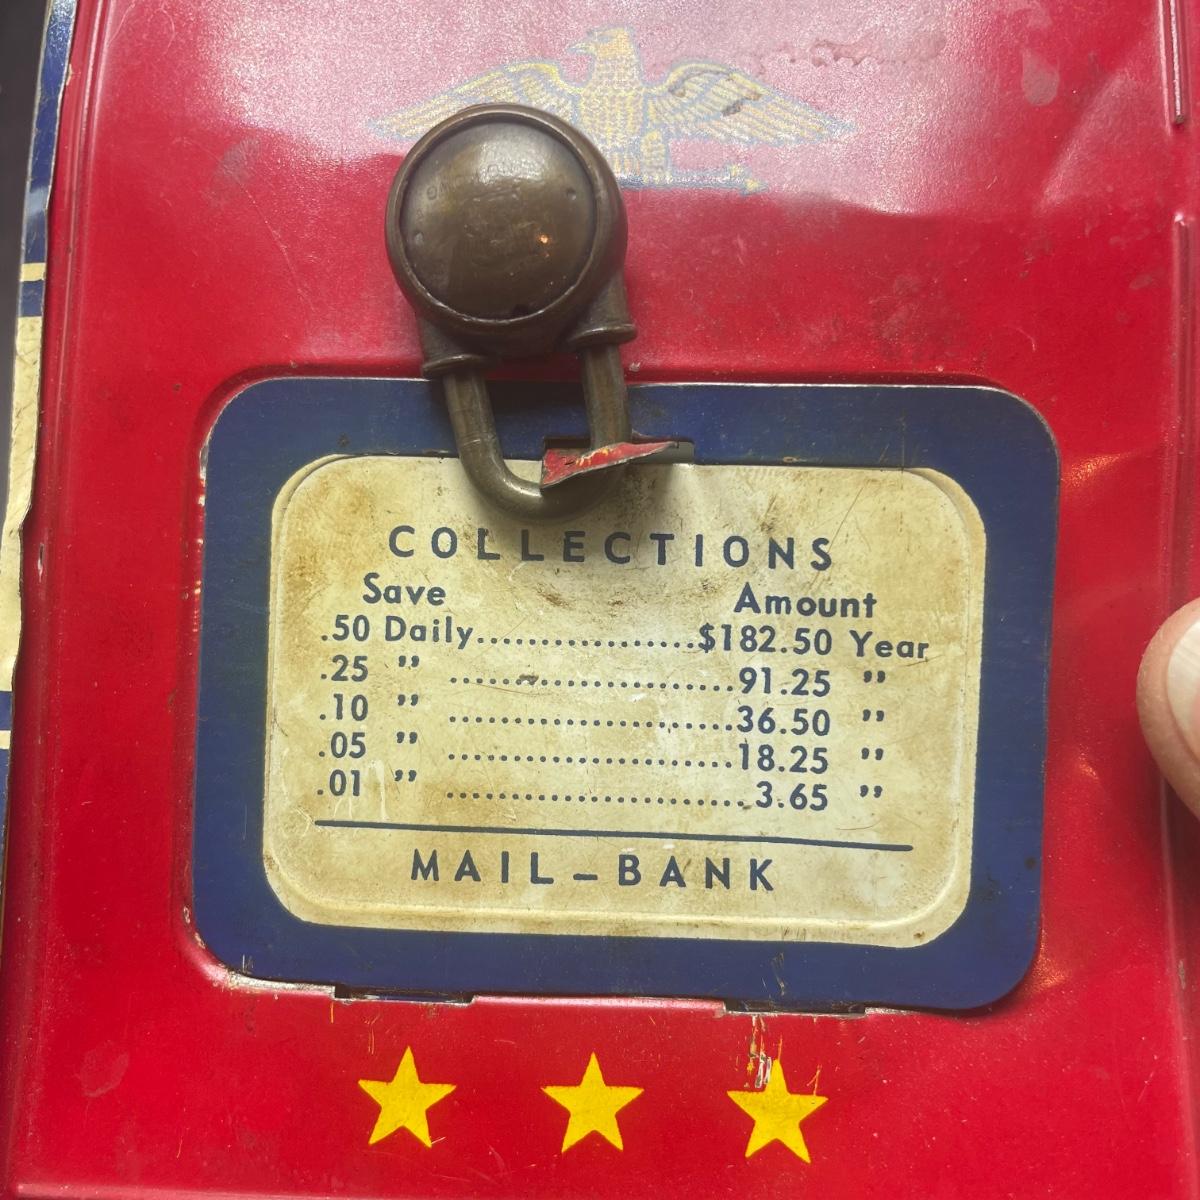 COLLECTIONS
Save Amount
.50 Daily................$182.50 Year
.25 " .....................91.25 "
.10 " .....................36.50 "
.05 " .....................18.25 "
.01 " ......................3.65 "
MAIL-BANK